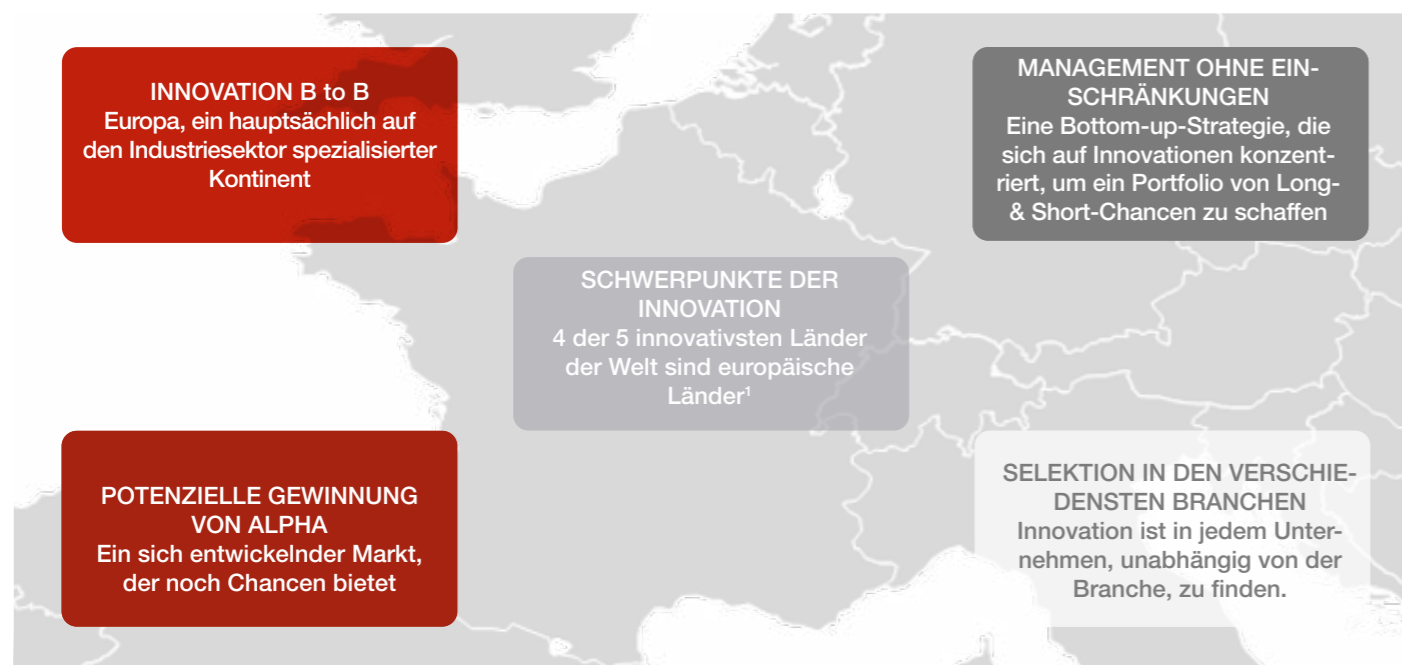 INNOVATION B to B
Europa, ein hauptsächlich auf
den Industriesektor spezialisierter
Kontinent
MANAGEMENT OHNE EIN-
SCHRÄNKUNGEN
Eine Bottom-up-Strategie, die
sich auf Innovationen konzent-
riert, um ein Portfolio von Long-
& Short-Chancen zu schaffen
SCHWERPUNKTE DER
INNOVATION
4 der 5 innovativsten Länder
der Welt sind europäische
Länder¹
POTENZIELLE GEWINNUNG
VON ALPHA
Ein sich entwickelnder Markt,
der noch Chancen bietet
SELEKTION IN DEN VERSCHIE-
DENSTEN BRANCHEN
Innovation ist in jedem Unter-
nehmen, unabhängig von der
Branche, zu finden.